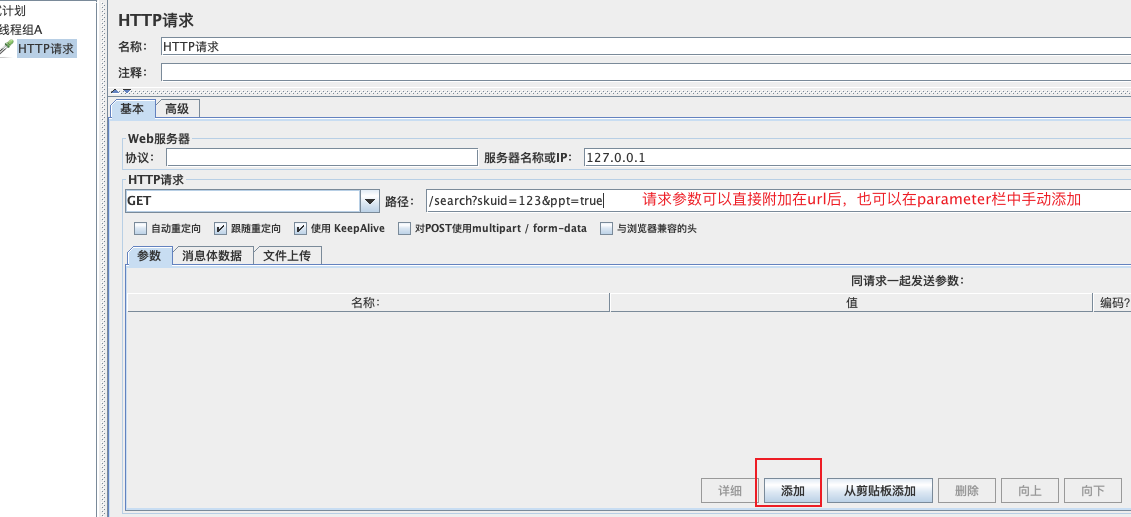 计划
线程组A
HTTP请求
HTTP请求
名称： HTTP请求
注释：
基本 高级
Web服务器
协议： 服务器名称或IP： 127.0.0.1
HTTP请求
GET 路径： /search?skuid=123&ppt=true 请求参数可以直接附加在url后，也可以在parameter栏中手动添加
自动重定向 跟随重定向 使用 KeepAlive 对POST使用multipart / form-data 与浏览器兼容的头
参数 消息体数据 文件上传
同请求一起发送参数：
名称： 值 编码?
详细 添加 从剪贴板添加 删除 向上 向下